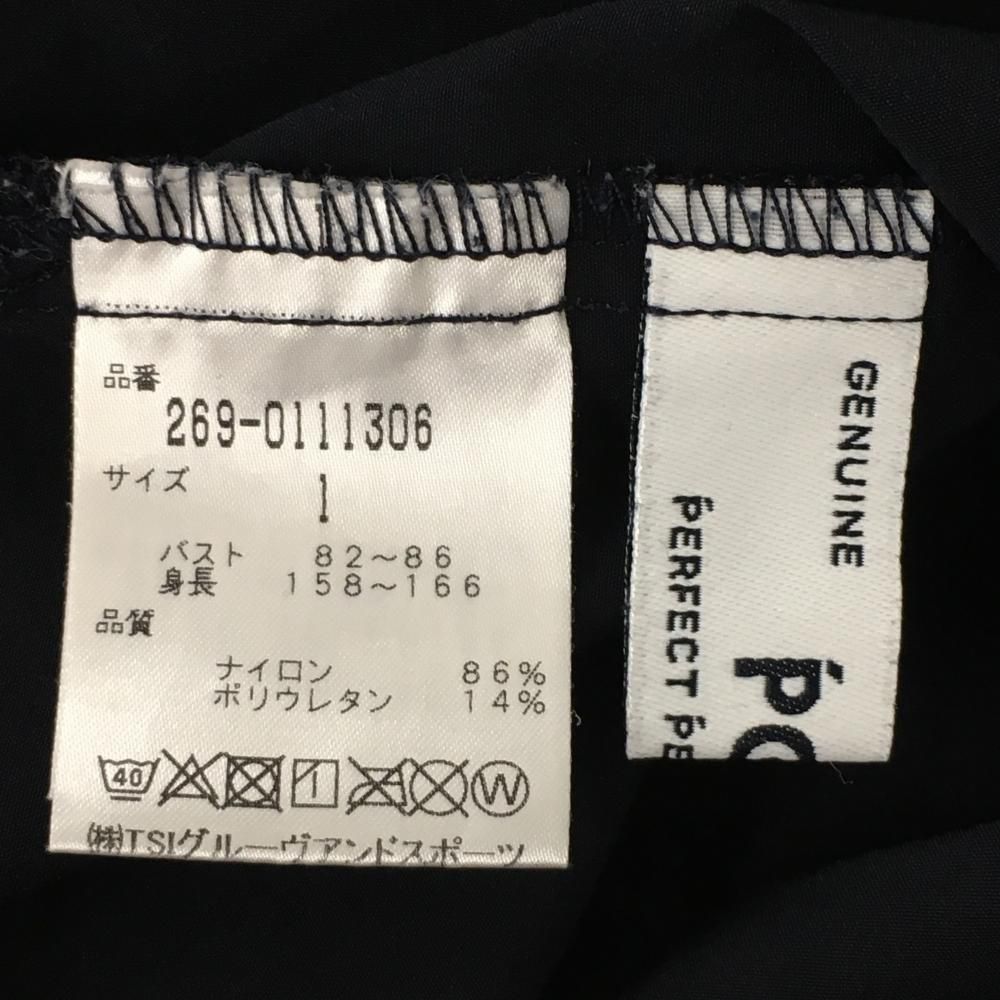 品番
269-0111306
サイズ
1
バスト 82～86
身長 158～166
品質
ナイロン 86%
ポリウレタン 14%
40
W
㈱TSIグルーヴアンドスポーツ
GENUINE
PERFECT PE